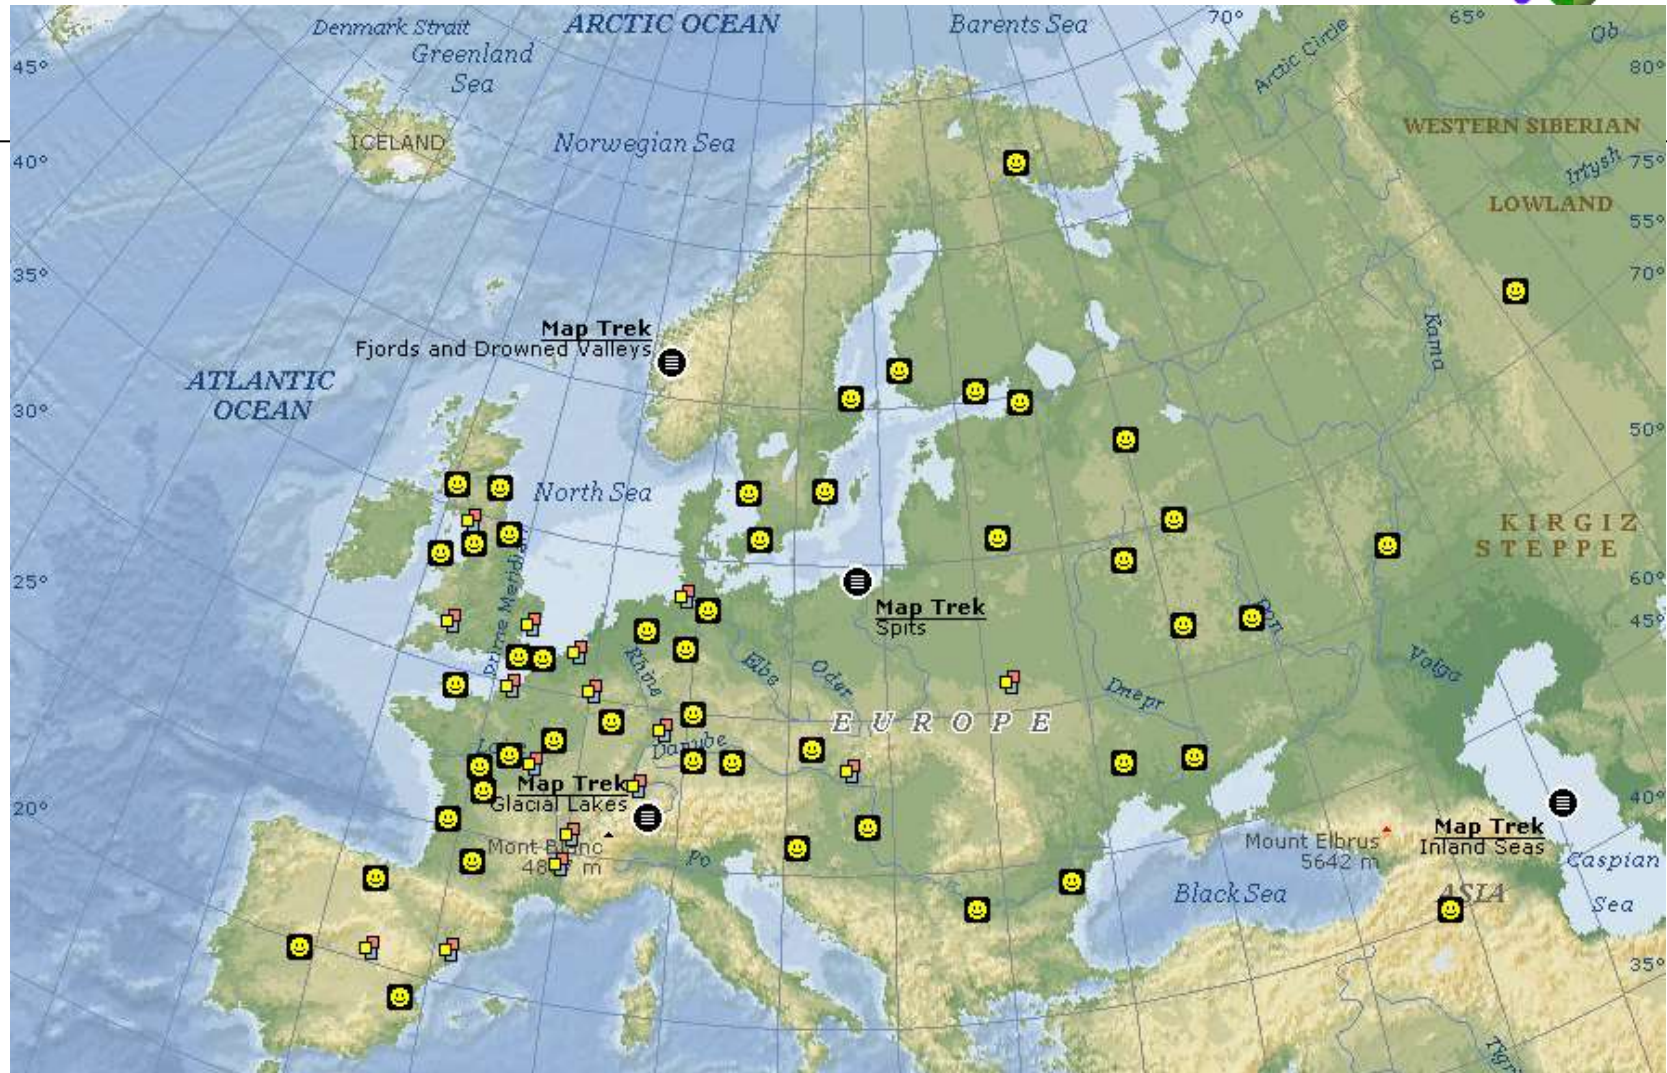 Denmark Strait
ARCTIC OCEAN
Barents Sea
70°
65°
Ob
45°
Greenland
Sea
Arctic Circle
80°
ICELAND
Norwegian Sea
WESTERN SIBERIAN
40°
Irtysh
75°
LOWLAND
55°
35°
70°
Map Trek
Fjords and Drowned Valleys
Kama
ATLANTIC
OCEAN
30°
50°
North Sea
KIRGIZ
STEPPE
25°
Prime Meridian
60°
Map Trek
Spits
Don
45°
Rhine
Elbe
Oder
Volga
Dnepr
EUROPE
Danube
Map Trek
Glacial Lakes
20°
40°
Mont Blanc
m
Po
Mount Elbrus
5642 m
Map Trek
Inland Seas
Caspian
Sea
Black Sea
ASIA
35°